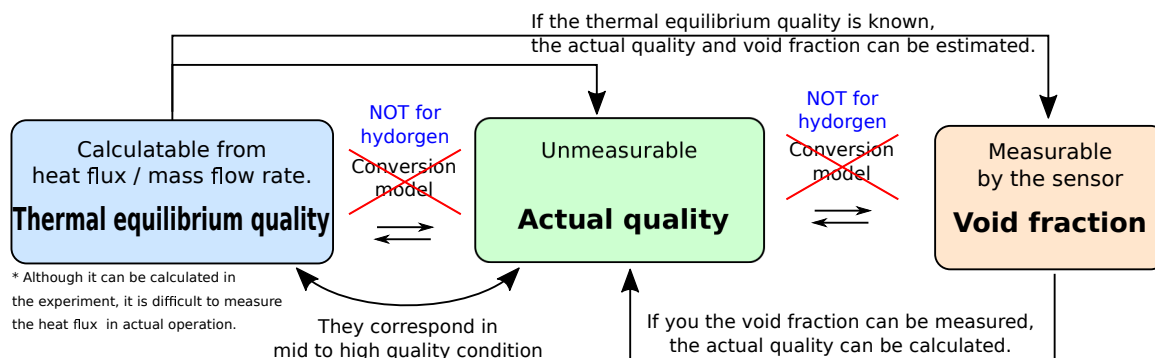 If the thermal equilibrium quality is known,
the actual quality and void fraction can be estimated.
NOT for
hydorgen
Conversion
model
NOT for
hydorgen
Conversion
model
Calculatable from
heat flux / mass flow rate.
Thermal equilibrium quality
Unmeasurable
Actual quality
Measurable
by the sensor
Void fraction
* Although it can be calculated in
the experiment, it is difficult to measure
the heat flux in actual operation.
They correspond in
mid to high quality condition
If you the void fraction can be measured,
the actual quality can be calculated.